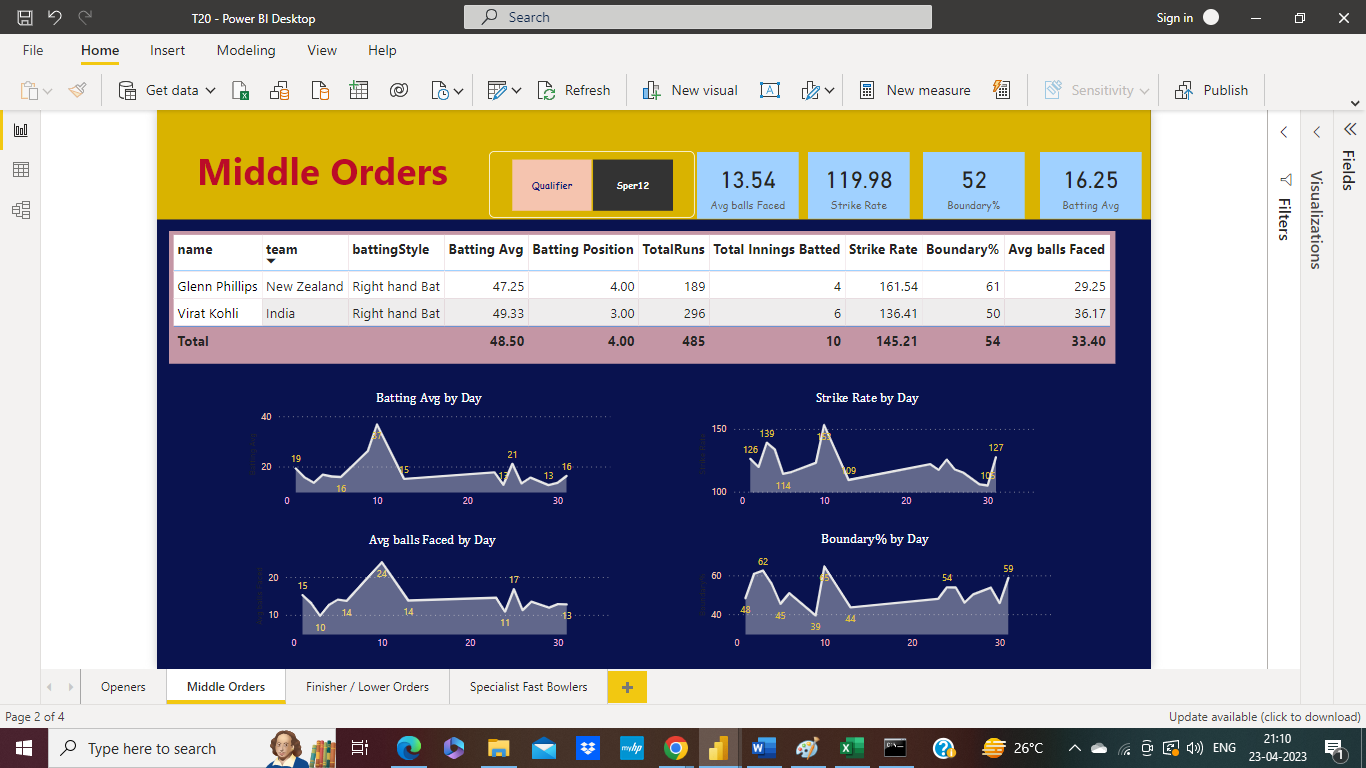 T20 - Power BI Desktop
Search
Sign in
File Home Insert Modeling View Help
Get data
Refresh
New visual
New measure
Sensitivity
Publish
Middle Orders
Qualifier
Sper12
13.54
Avg balls Faced
119.98
Strike Rate
52
Boundary%
16.25
Batting Avg
Filters
Visualizations
Fields
name team battingStyle Batting Avg Batting Position TotalRuns Total Innings Batted Strike Rate Boundary% Avg balls Faced
Glenn Phillips New Zealand Right hand Bat 47.25 4.00 189 4 161.54 61 29.25
Virat Kohli India Right hand Bat 49.33 3.00 296 6 136.41 50 36.17
Total 48.50 4.00 485 10 145.21 54 33.40
Batting Avg by Day
40
20
19
16
37
15
21
13
16
0 10 20 30
Strike Rate by Day
150
100
126
139
114
153
109
105
127
0 10 20 30
Avg balls Faced by Day
20
10
15
10
14
24
14
11
17
13
0 10 20 30
Boundary% by Day
60
40
48
62
45
39
65
44
54
59
0 10 20 30
Openers
Middle Orders
Finisher / Lower Orders
Specialist Fast Bowlers
Page 2 of 4
Update available (click to download)
Type here to search
myhp
26°C
ENG
21:10
23-04-2023
1